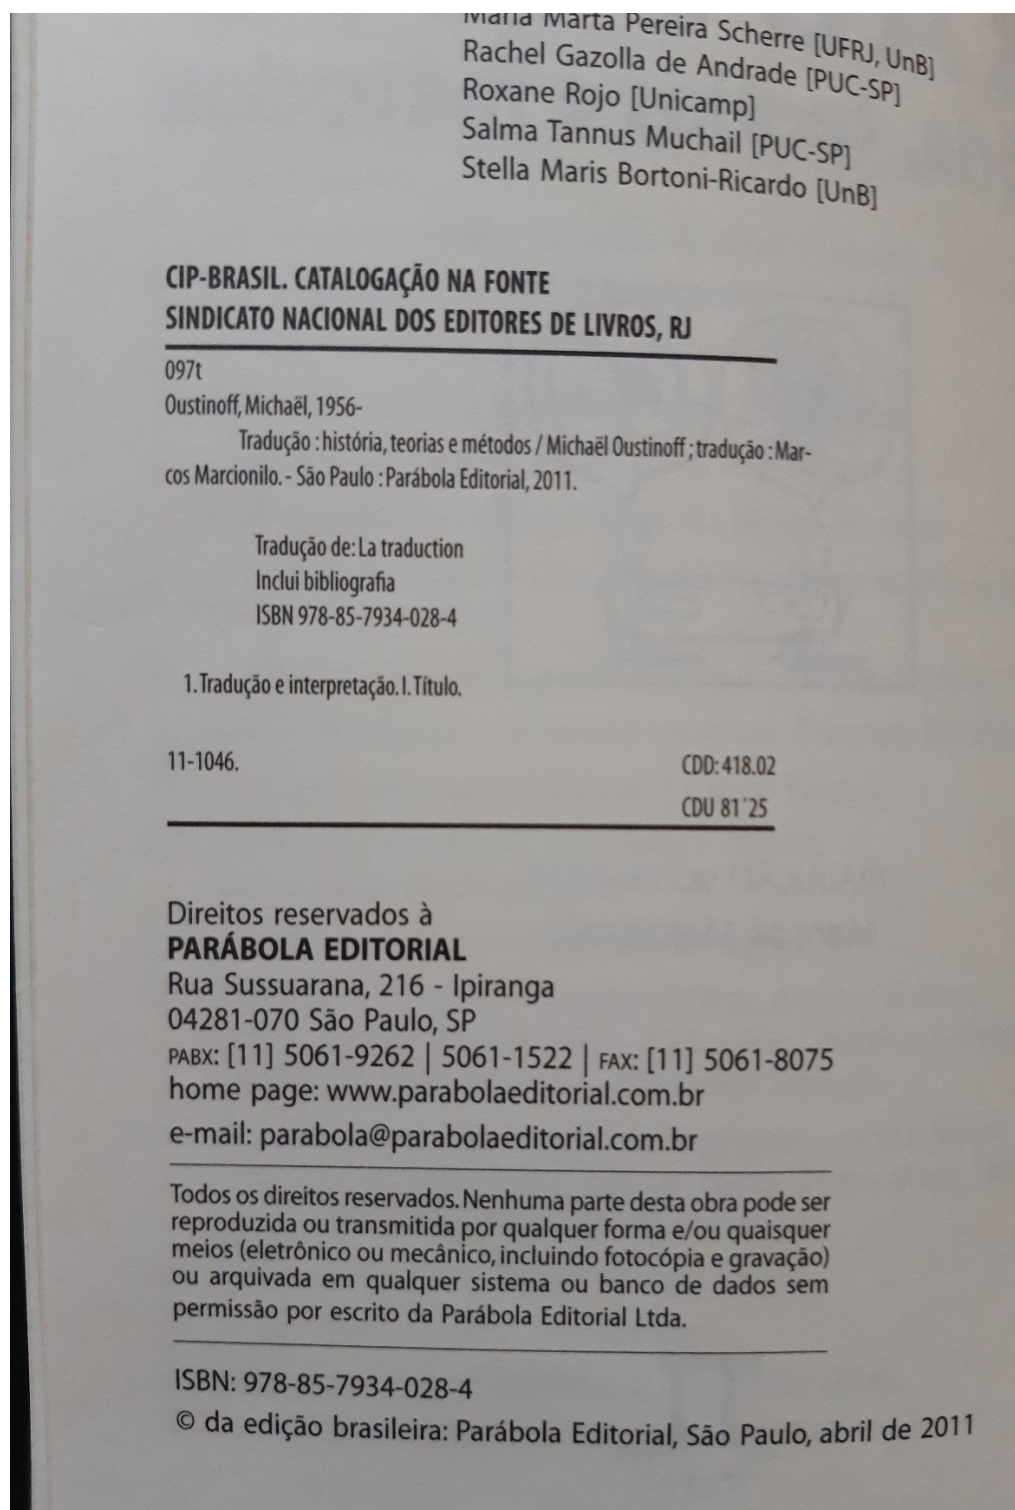 Maria Marta Pereira Scherre [UFRJ, UnB]
Rachel Gazolla de Andrade [PUC-SP]
Roxane Rojo [Unicamp]
Salma Tannus Muchail [PUC-SP]
Stella Maris Bortoni-Ricardo [UnB]
CIP-BRASIL. CATALOGAÇÃO NA FONTE
SINDICATO NACIONAL DOS EDITORES DE LIVROS, RJ
097t
Oustinoff, Michaël, 1956-
Tradução : história, teorias e métodos / Michaël Oustinoff ; tradução : Mar-
cos Marcionilo. - São Paulo : Parábola Editorial, 2011.
Tradução de: La traduction
Inclui bibliografia
ISBN 978-85-7934-028-4
1. Tradução e interpretação. I. Título.
11-1046.
CDD: 418.02
CDU 81´25
Direitos reservados à
PARÁBOLA EDITORIAL
Rua Sussuarana, 216 - Ipiranga
04281-070 São Paulo, SP
PABX: [11] 5061-9262 | 5061-1522 | FAX: [11] 5061-8075
home page: www.parabolaeditorial.com.br
e-mail: parabola@parabolaeditorial.com.br
Todos os direitos reservados. Nenhuma parte desta obra pode ser
reproduzida ou transmitida por qualquer forma e/ou quaisquer
meios (eletrônico ou mecânico, incluindo fotocópia e gravação)
ou arquivada em qualquer sistema ou banco de dados sem
permissão por escrito da Parábola Editorial Ltda.
ISBN: 978-85-7934-028-4
© da edição brasileira: Parábola Editorial, São Paulo, abril de 2011